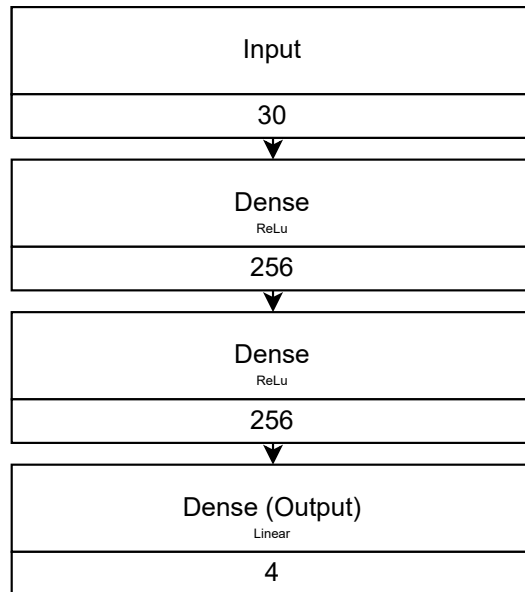 Input
30
Dense
ReLu
256
Dense
ReLu
256
Dense (Output)
Linear
4